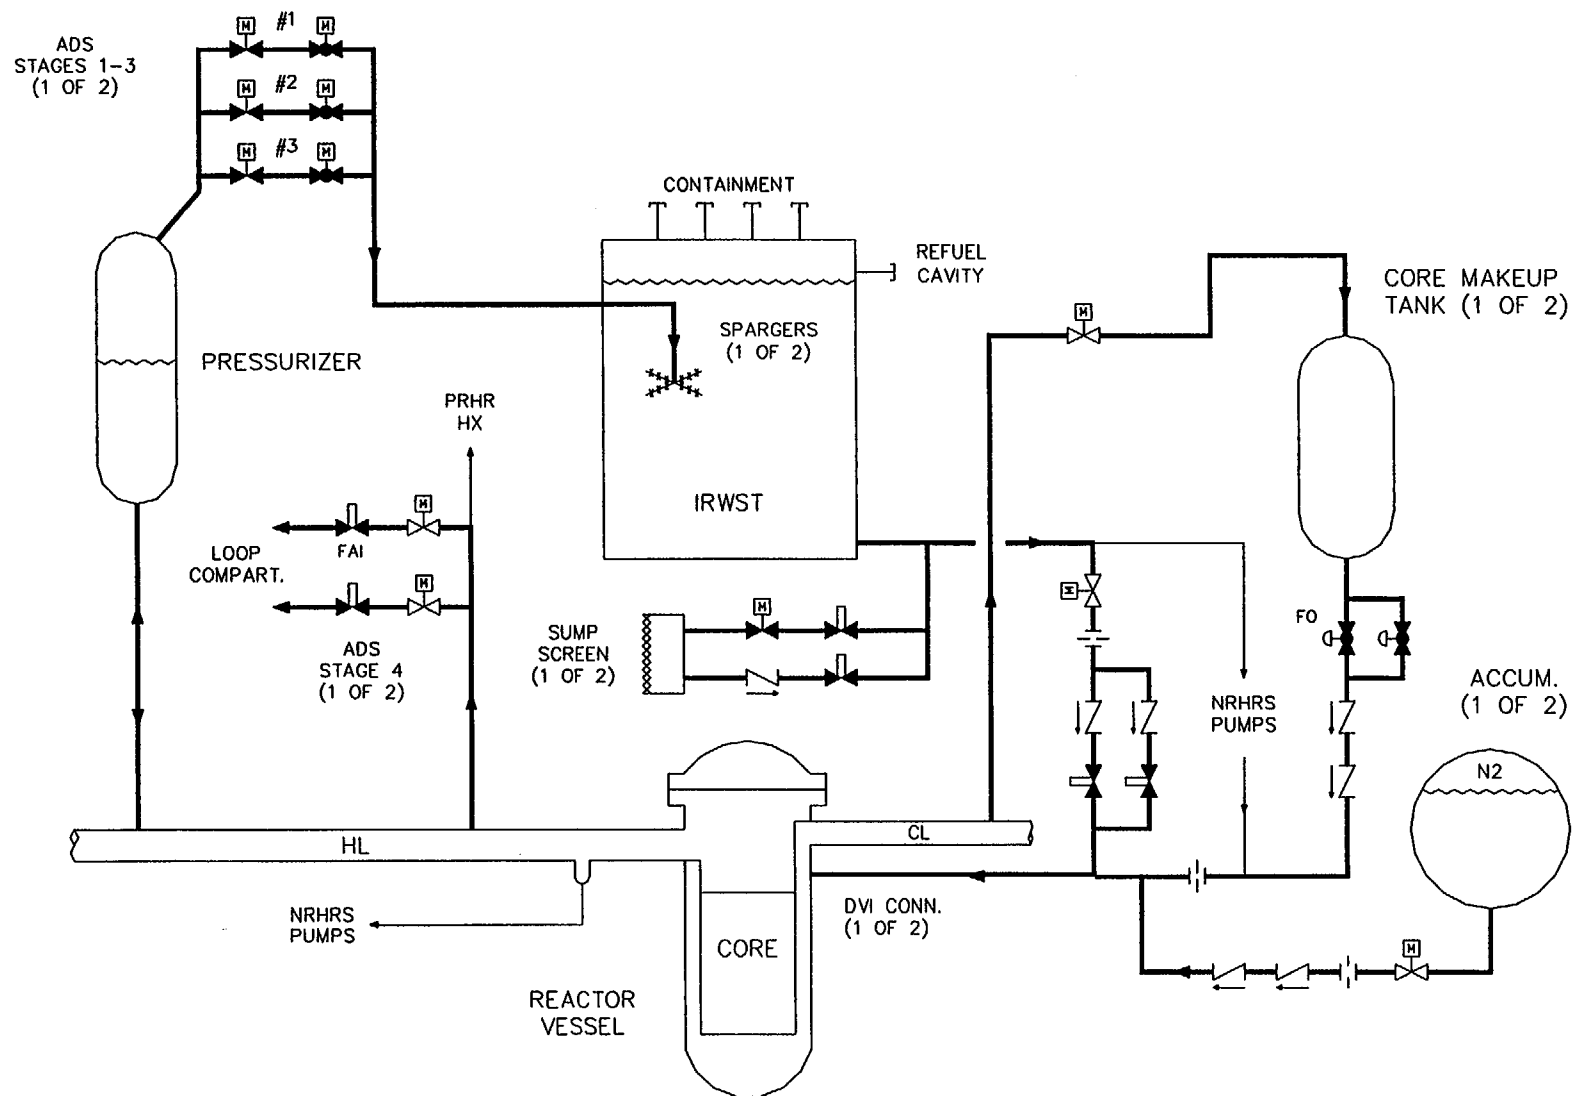 #1
M
M
ADS
STAGES 1-3
(1 OF 2)
#2
M
M
#3
M
M
CONTAINMENT
REFUEL
CAVITY
CORE MAKEUP
TANK (1 OF 2)
M
SPARGERS
(1 OF 2)
PRESSURIZER
PRHR
HX
IRWST
M
FAI
LOOP
COMPART.
M
M
M
FO
SUMP
SCREEN
(1 OF 2)
ADS
STAGE 4
(1 OF 2)
ACCUM.
(1 OF 2)
NRHRS
PUMPS
N2
HL
CL
NRHRS
PUMPS
DVI CONN.
(1 OF 2)
CORE
M
REACTOR
VESSEL